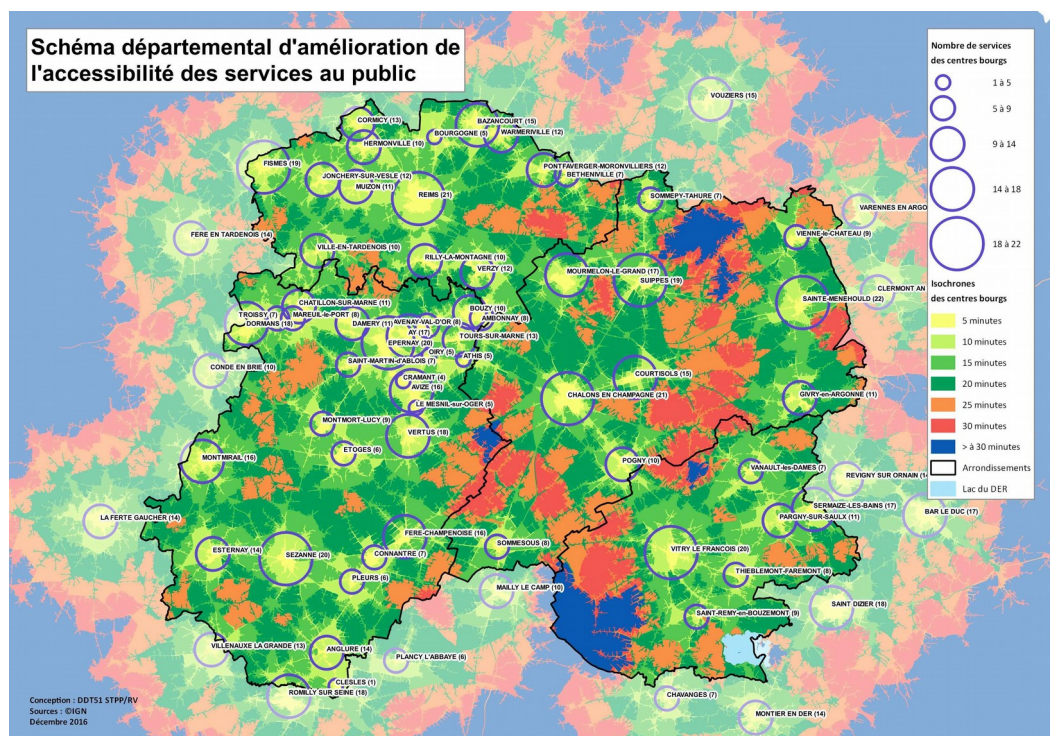 Schéma départemental d'amélioration de
l'accessibilité des services au public
Nombre de services
des centres bourgs
1 à 5
5 à 9
9 à 14
14 à 18
18 à 22
Isochrones
des centres bourgs
5 minutes
10 minutes
15 minutes
20 minutes
25 minutes
30 minutes
> à 30 minutes
Arrondissements
Lac du DER
VOUZIERS (15)
CORMICY (13)
BAZANCOURT (15)
BOURGOGNE (5)
WARMERIVILLE (12)
HERMONVILLE (10)
FISMES (19)
PONTFAVERGER-MORONVILLIERS (12)
BETHENIVILLE (7)
JONCHERY-SUR-VESLE (12)
MUIZON (11)
REIMS (21)
SOMMEPY-TAHURE (7)
VARENNES EN ARGO
FERE EN TARDENOIS (14)
VIENNE-le-CHATEAU (9)
VILLE-EN-TARDENOIS (10)
RILLY-LA-MONTAGNE (10)
VERZY (12)
MOURMELON-LE-GRAND (17)
SUIPPES (19)
CLERMONT AN
SAINTE-MENEHOULD (22)
CHATILLON-SUR-MARNE (11)
TROISSY (7)
MAREUIL-le-PORT (8)
DORMANS (18)
BOUZY (10)
AMBONNAY (8)
DAMERY (11)
AVENAY-VAL-D'OR (8)
AY (17)
TOURS-SUR-MARNE (13)
EPERNAY (20)
OIRY (5)
ATHIS (5)
SAINT-MARTIN-d'ABLOIS (7)
CONDE EN BRIE (10)
CRAMANT (4)
AVIZE (16)
COURTISOLS (15)
CHALONS EN CHAMPAGNE (21)
GIVRY-en-ARGONNE (11)
LE MESNIL-sur-OGER (5)
MONTMORT-LUCY (9)
VERTUS (18)
ETOGES (6)
MONTMIRAIL (16)
POGNY (10)
VANAULT-les-DAMES (7)
REVIGNY SUR ORNAIN (14
SERMAIZE-LES-BAINS (17)
BAR LE DUC (17)
PARGNY-SUR-SAULX (11)
LA FERTE GAUCHER (14)
FERE-CHAMPENOISE (16)
SOMMESOUS (8)
ESTERNAY (14)
SEZANNE (20)
CONNANTRE (7)
VITRY LE FRANCOIS (20)
THIEBLEMONT-FAREMONT (8)
PLEURS (6)
MAILLY LE CAMP (10)
SAINT DIZIER (18)
SAINT-REMY-en-BOUZEMONT (9)
VILLENAUXE LA GRANDE (13)
ANGLURE (14)
PLANCY L'ABBAYE (6)
CLESLES (1)
ROMILLY SUR SEINE (18)
CHAVANGES (7)
MONTIER EN DER (14)
Conception : DDT51 STPP/RV
Sources : ©IGN
Décembre 2016